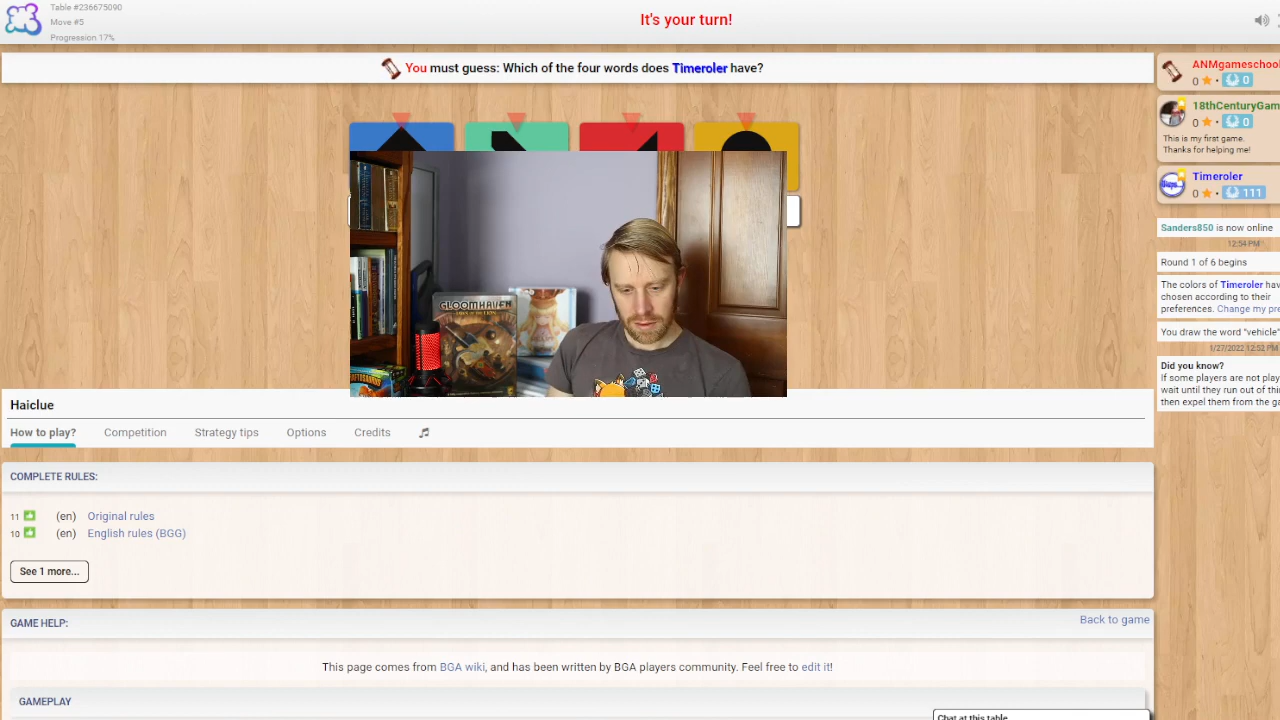 Table #236675090
Move #5
Progression 17%
It's your turn!
You must guess: Which of the four words does Timeroler have?
ANMgameschool
0 • 0
18thCenturyGam
0 • 0
This is my first game.
Thanks for helping me!
Timeroler
0 • 111
Sanders850 is now online
12:54 PM
Round 1 of 6 begins
The colors of Timeroler hav
chosen according to their
preferences. Change my pre
You draw the word "vehicle"
1/27/2022 12:52 PM
Did you know?
If some players are not play
wait until they run out of thi
then expel them from the ga
GLOOMHAVEN
Haiclue
How to play?
Competition
Strategy tips
Options
Credits
COMPLETE RULES:
11 (en) Original rules
10 (en) English rules (BGG)
See 1 more...
GAME HELP:
Back to game
This page comes from BGA wiki, and has been written by BGA players community. Feel free to edit it!
GAMEPLAY
Chat at this table